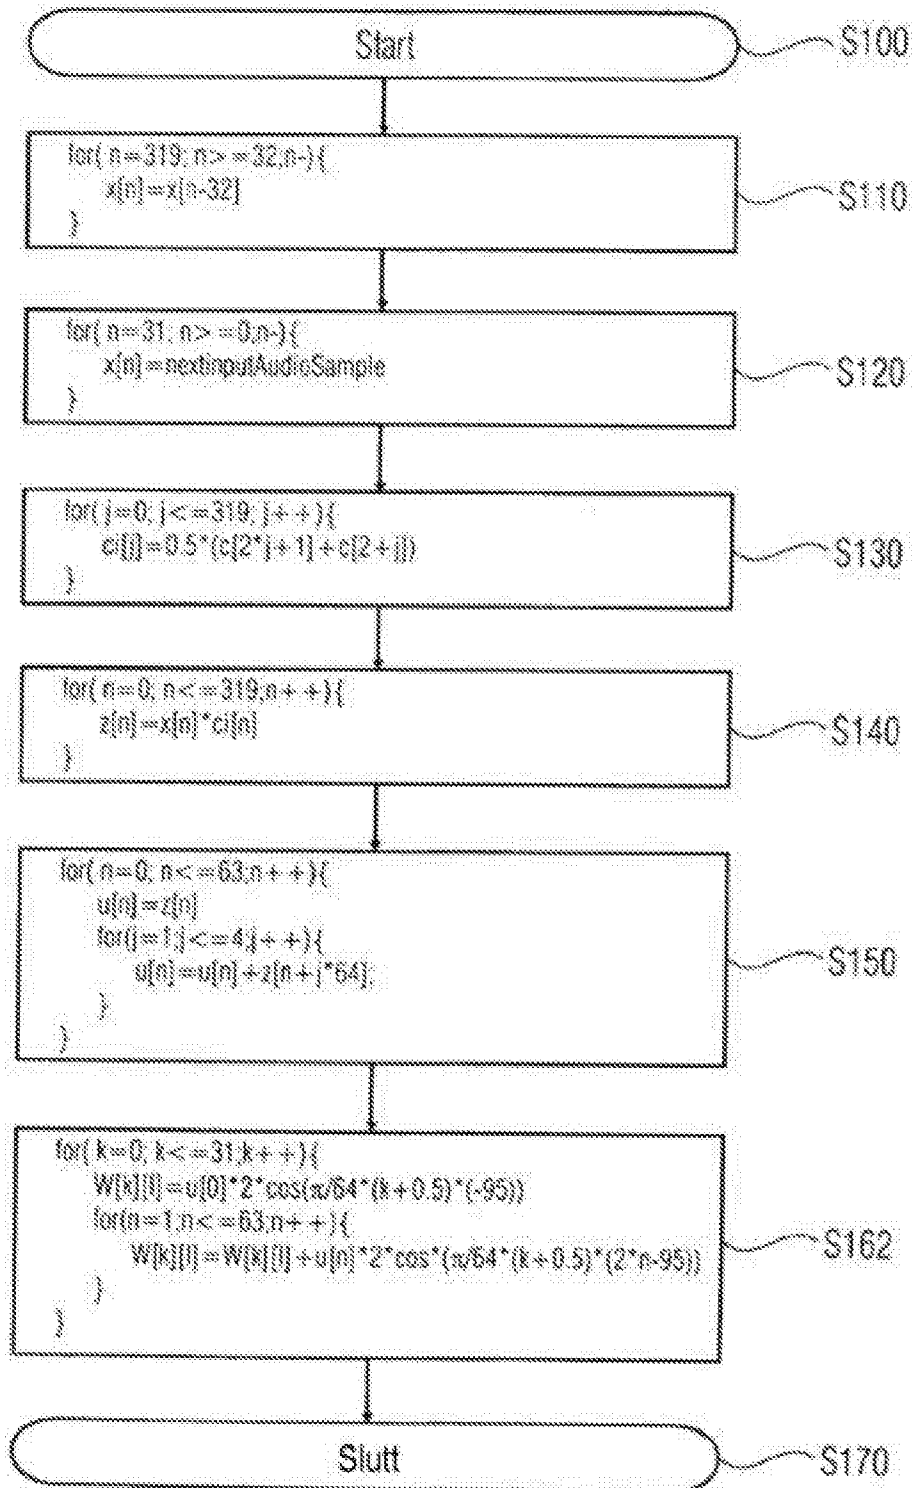 Start
S100
for( n=319; n>=32;n-){
x[n]=x[n-32]
}
S110
for( n=31; n>=0;n-){
x[n]=nextinputAudioSample
}
S120
for( j=0; j<=319; j++){
ci[j]=0.5*(c[2*j+1]+c[2+j])
}
S130
for( n=0; n<=319;n++){
z[n]=x[n]*ci[n]
}
S140
for( n=0; n<=63;n++){
u[n]=z[n]
for(j=1;j<=4;j++){
u[n]=u[n]+z[n+j*64];
}
}
S150
for( k=0; k<=31;k++){
W[k][l]=u[0]*2*cos(π/64*(k+0.5)*(-95))
for(n=1;n<=63;n++){
W[k][l]=W[k][l]+u[n]*2*cos*(π/64*(k+0.5)*(2*n-95))
}
}
S162
Slutt
S170